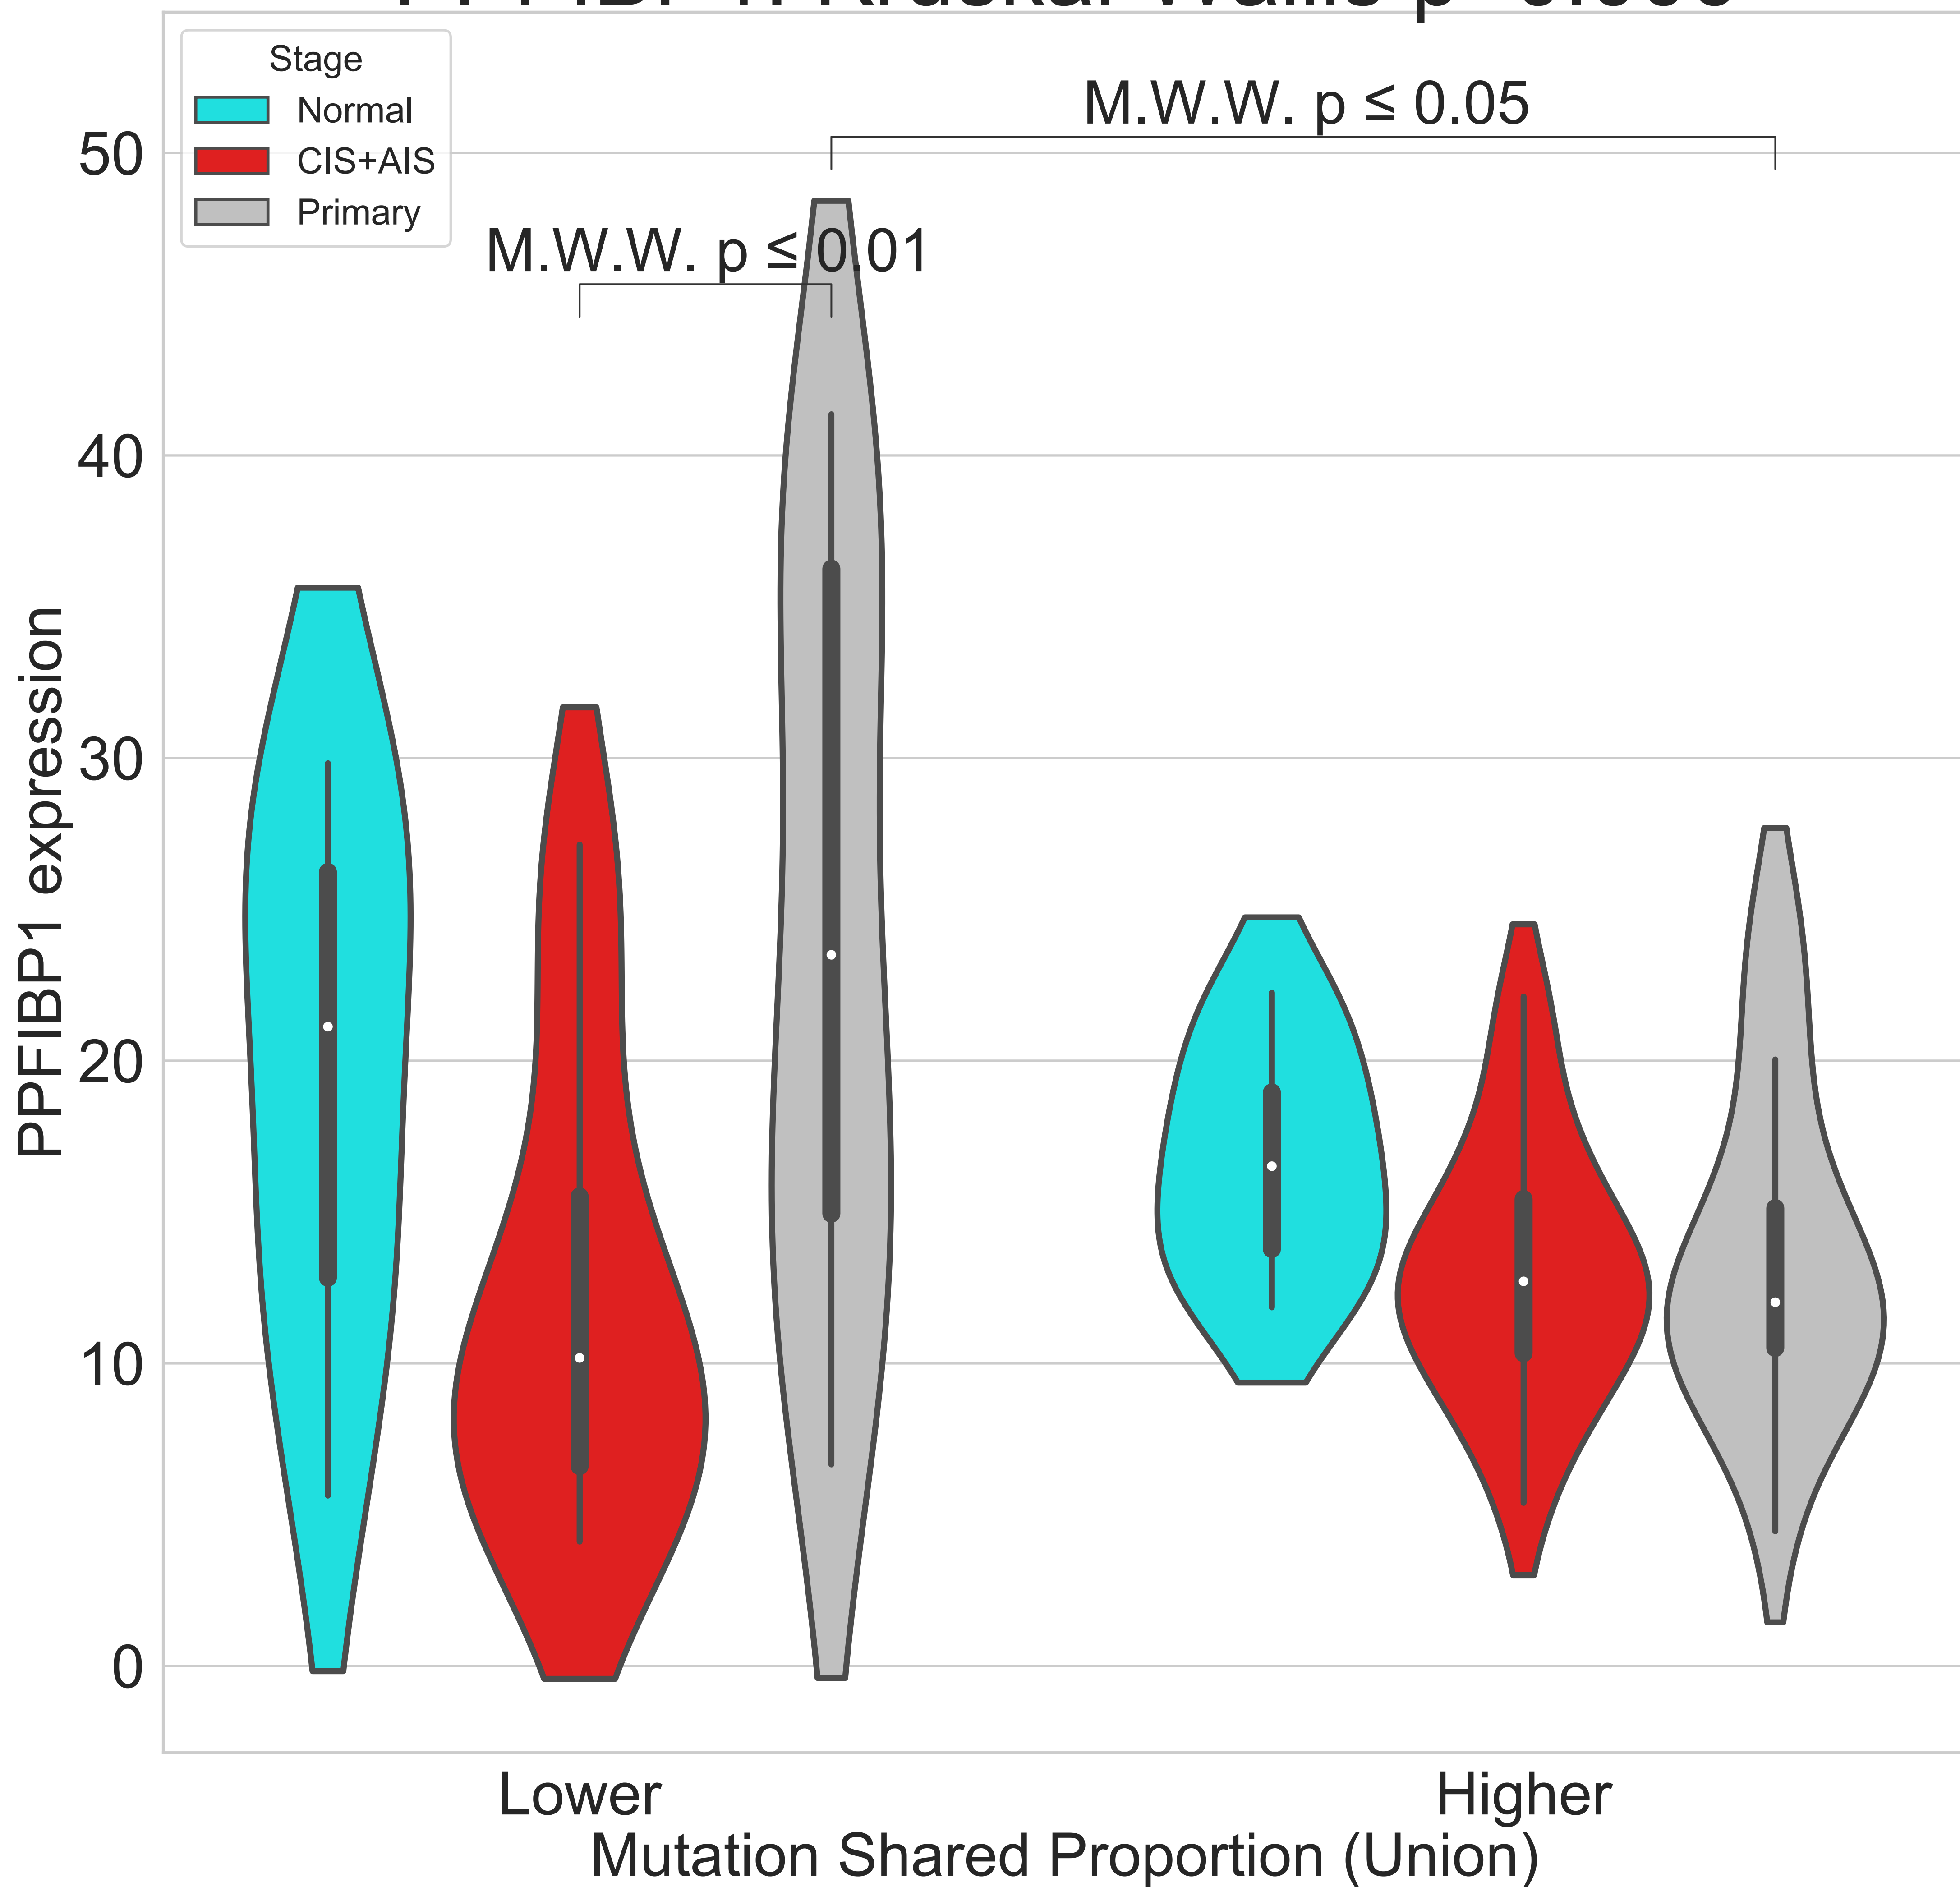 Stage
Normal
CIS+AIS
Primary
M.W.W. p ≤ 0.05
M.W.W. p ≤ 0.01
50
40
30
20
10
0
PPFIBP1 expression
Lower
Higher
Mutation Shared Proportion (Union)